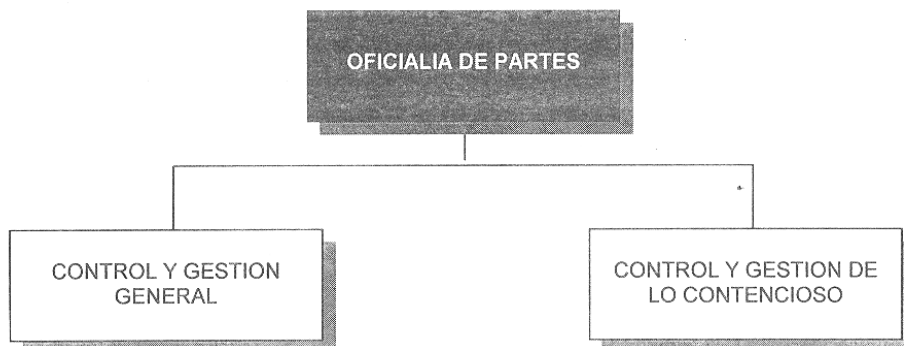 OFICIALIA DE PARTES
CONTROL Y GESTION
GENERAL
CONTROL Y GESTION DE
LO CONTENCIOSO